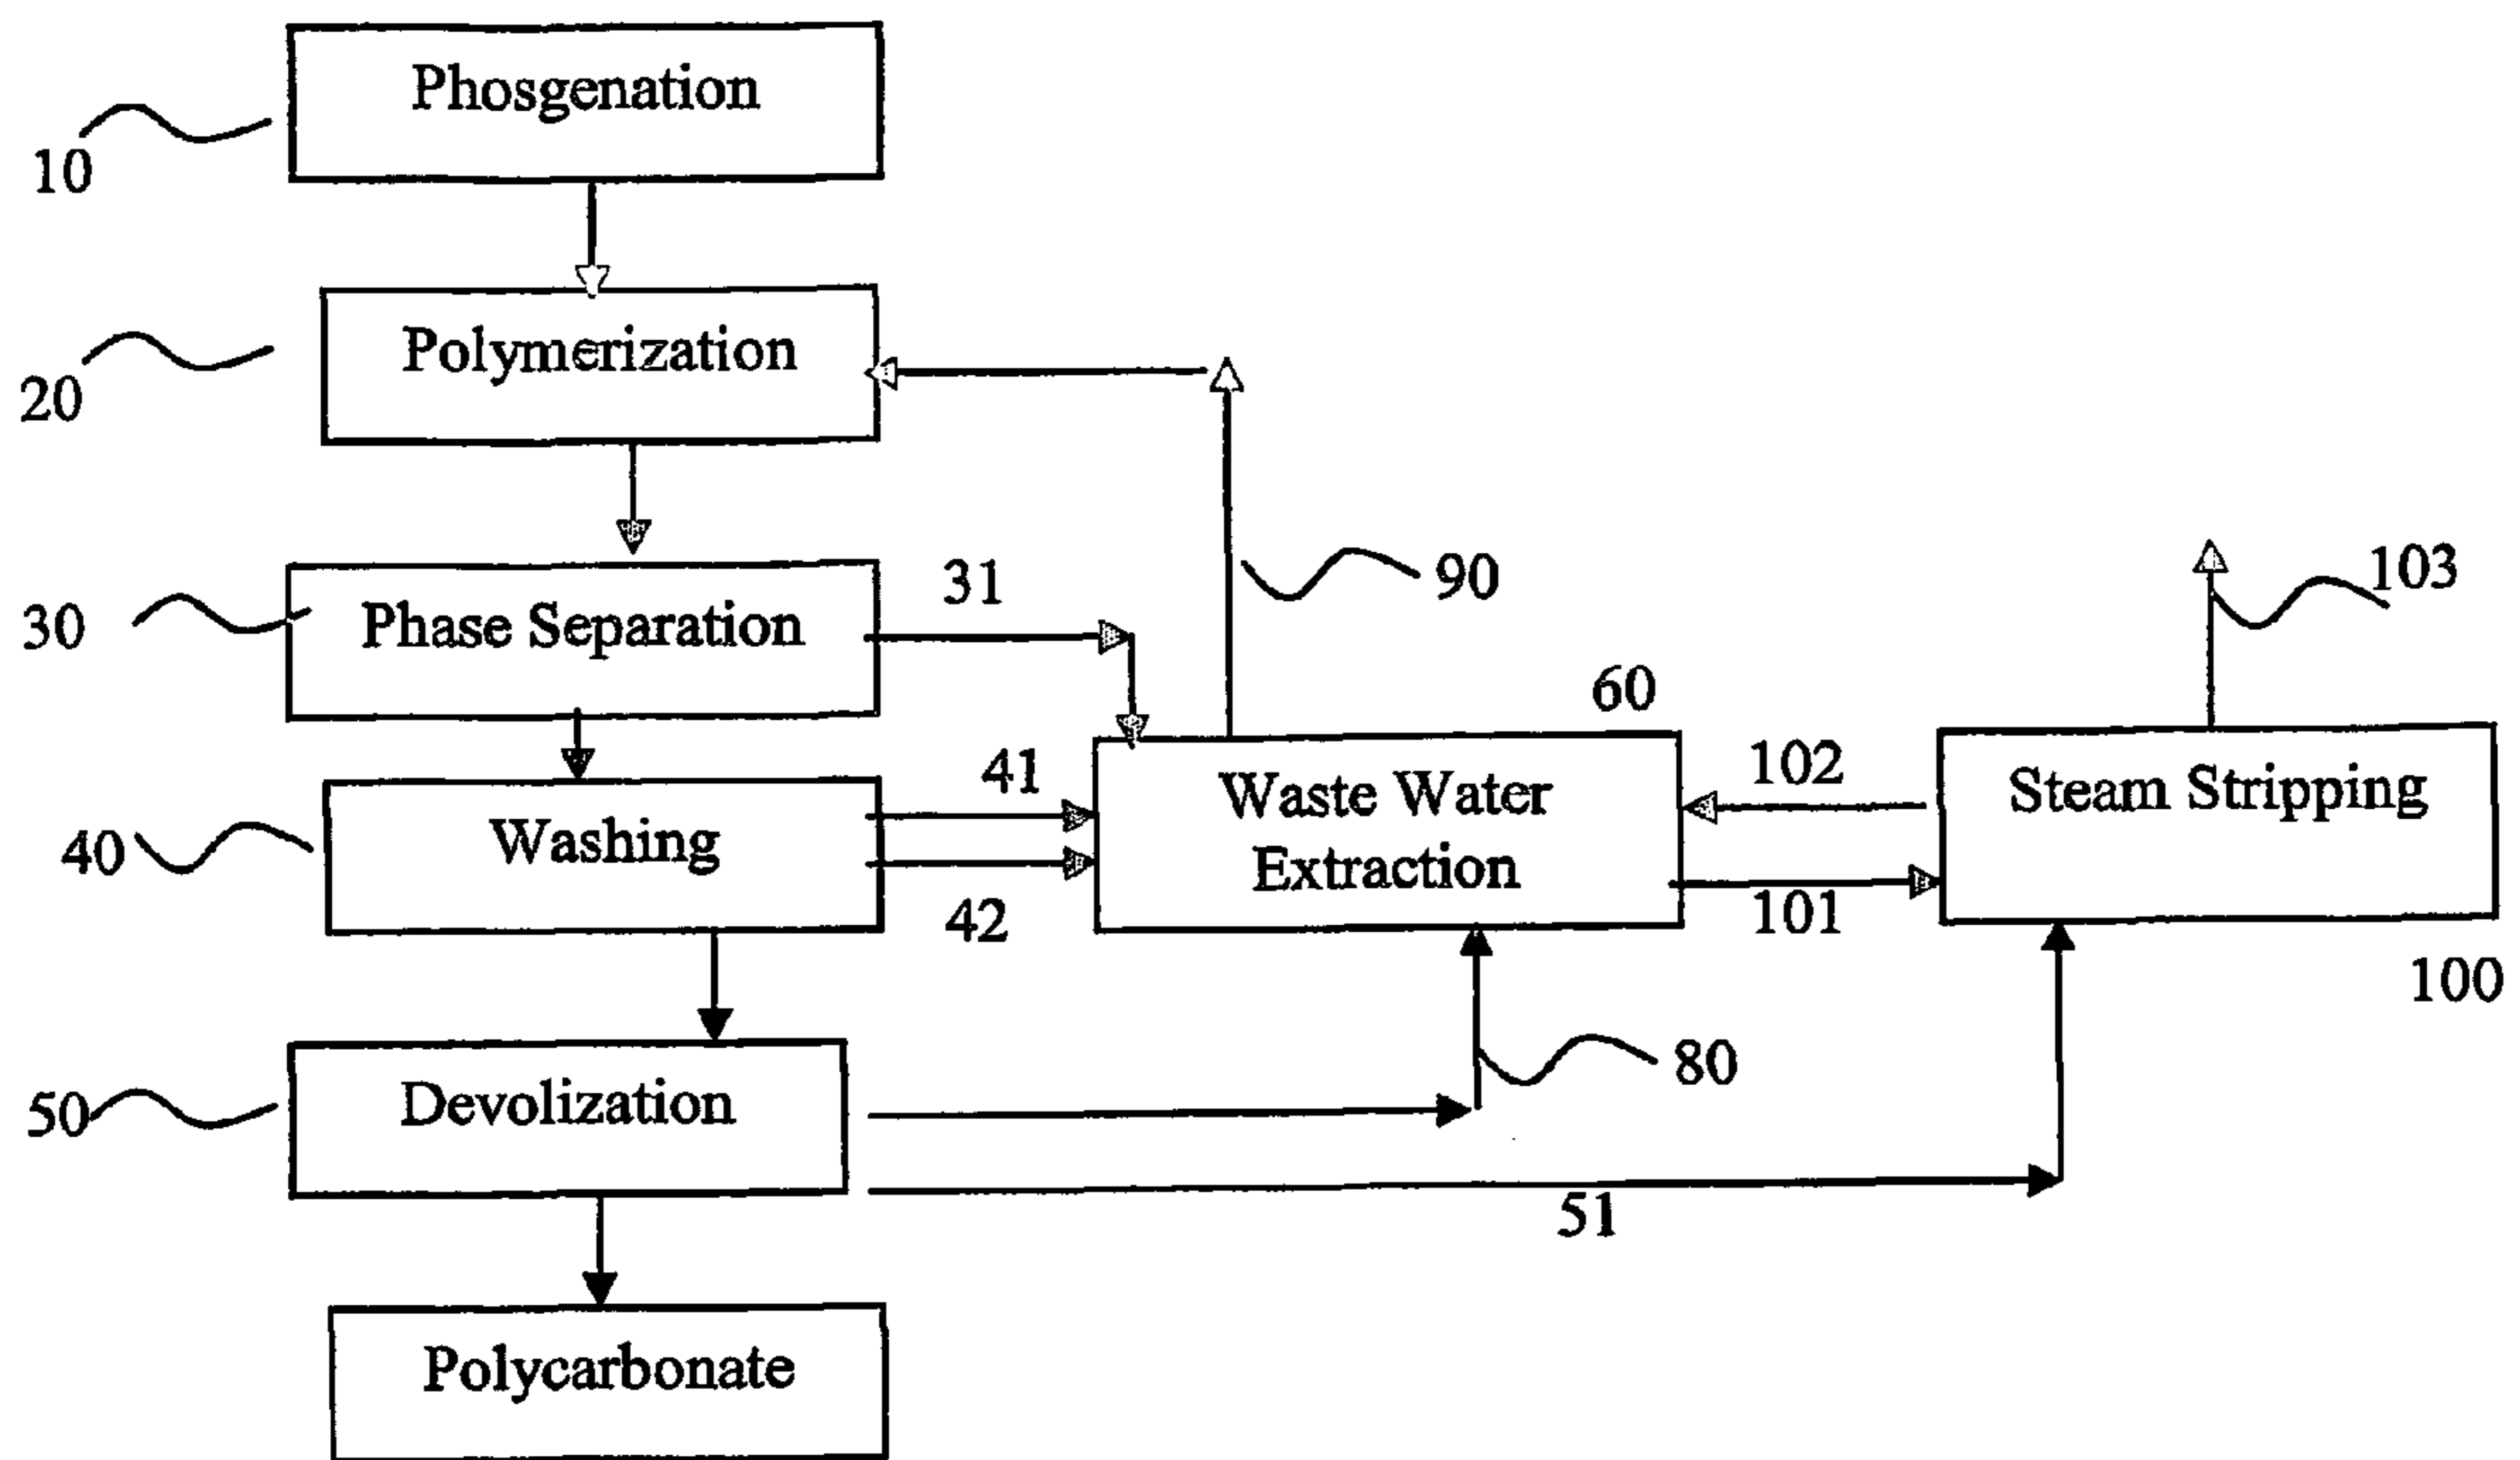 Phosgenation
10
Polymerization
20
31
90
103
30
Phase Separation
60
41
102
Waste Water
Steam Stripping
40
Washing
Extraction
42
101
100
80
50
Devolization
51
Polycarbonate